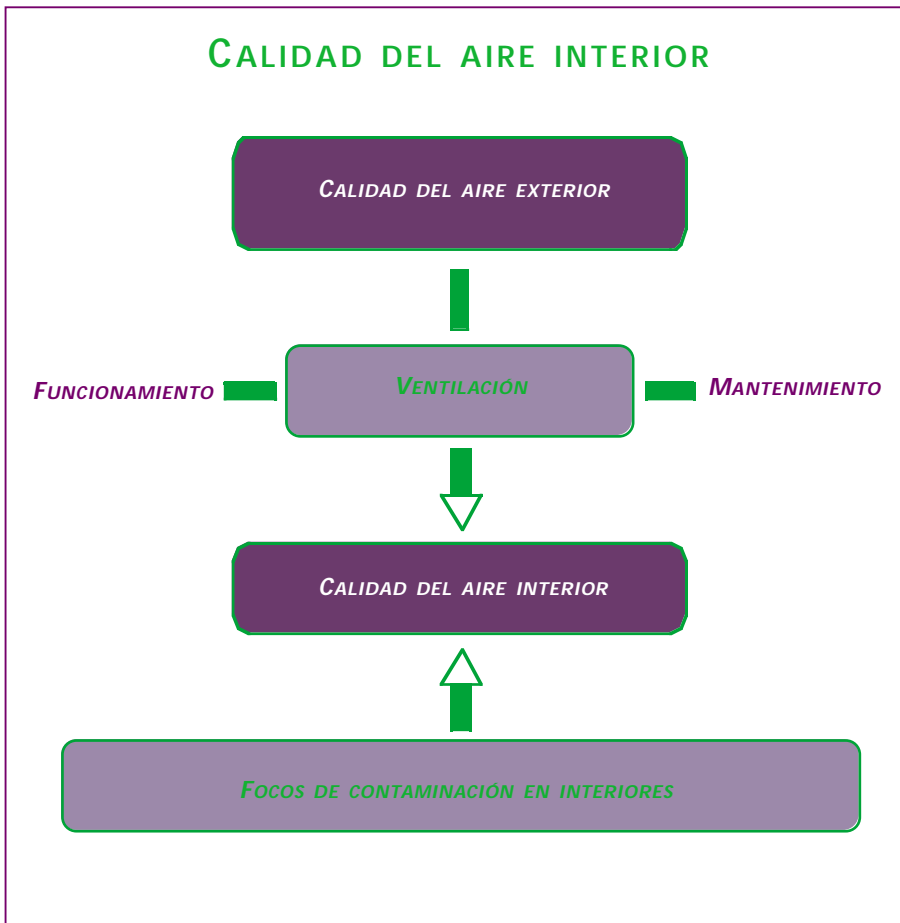 CALIDAD DEL AIRE INTERIOR
CALIDAD DEL AIRE EXTERIOR
FUNCIONAMIENTO
VENTILACIÓN
MANTENIMIENTO
CALIDAD DEL AIRE INTERIOR
FOCOS DE CONTAMINACIÓN EN INTERIORES